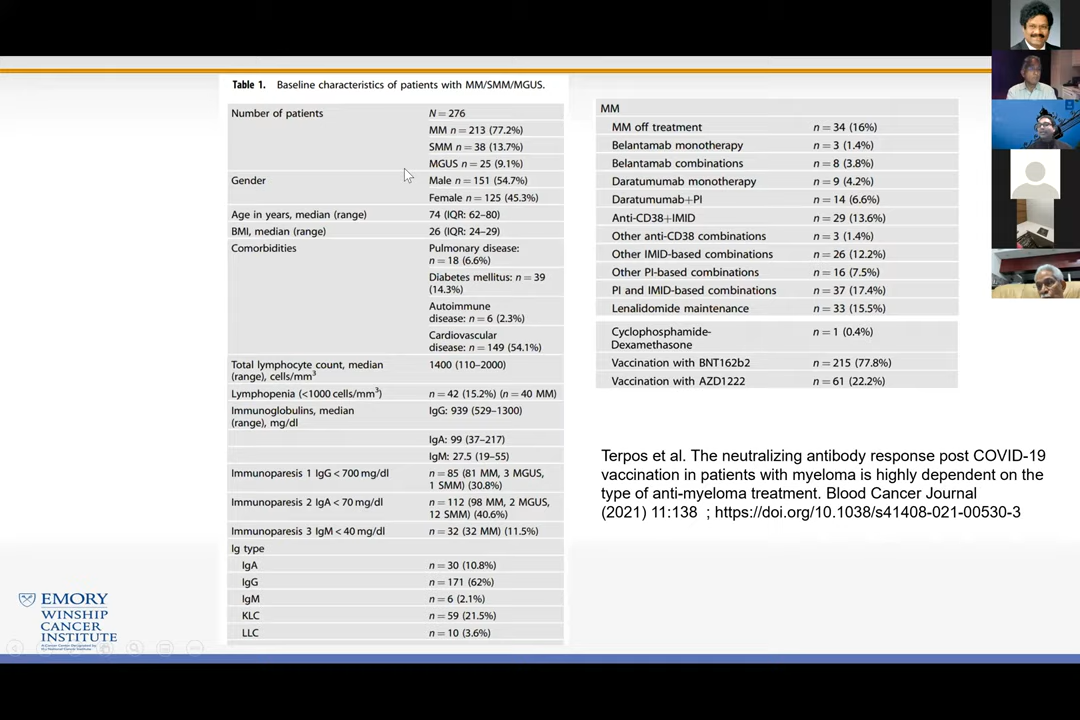 Table 1. Baseline characteristics of patients with MM/SMM/MGUS.
Number of patients N = 276
MM n = 213 (77.2%)
SMM n = 38 (13.7%)
MGUS n = 25 (9.1%)
Gender Male n = 151 (54.7%)
Female n = 125 (45.3%)
Age in years, median (range) 74 (IQR: 62–80)
BMI, median (range) 26 (IQR: 24–29)
Comorbidities Pulmonary disease:
n = 18 (6.6%)
Diabetes mellitus: n = 39
(14.3%)
Autoimmune
disease: n = 6 (2.3%)
Cardiovascular
disease: n = 149 (54.1%)
Total lymphocyte count, median 1400 (110–2000)
(range), cells/mm³
Lymphopenia (<1000 cells/mm³) n = 42 (15.2%) (n = 40 MM)
Immunoglobulins, median IgG: 939 (529–1300)
(range), mg/dl
IgA: 99 (37–217)
IgM: 27.5 (19–55)
Immunoparesis 1 IgG < 700 mg/dl n = 85 (81 MM, 3 MGUS,
1 SMM) (30.8%)
Immunoparesis 2 IgA < 70 mg/dl n = 112 (98 MM, 2 MGUS,
12 SMM) (40.6%)
Immunoparesis 3 IgM < 40 mg/dl n = 32 (32 MM) (11.5%)
Ig type
IgA n = 30 (10.8%)
IgG n = 171 (62%)
IgM n = 6 (2.1%)
KLC n = 59 (21.5%)
LLC n = 10 (3.6%)
MM
MM off treatment n = 34 (16%)
Belantamab monotherapy n = 3 (1.4%)
Belantamab combinations n = 8 (3.8%)
Daratumumab monotherapy n = 9 (4.2%)
Daratumumab+PI n = 14 (6.6%)
Anti-CD38+IMID n = 29 (13.6%)
Other anti-CD38 combinations n = 3 (1.4%)
Other IMID-based combinations n = 26 (12.2%)
Other PI-based combinations n = 16 (7.5%)
PI and IMID-based combinations n = 37 (17.4%)
Lenalidomide maintenance n = 33 (15.5%)
Cyclophosphamide- n = 1 (0.4%)
Dexamethasone
Vaccination with BNT162b2 n = 215 (77.8%)
Vaccination with AZD1222 n = 61 (22.2%)
Terpos et al. The neutralizing antibody response post COVID-19
vaccination in patients with myeloma is highly dependent on the
type of anti-myeloma treatment. Blood Cancer Journal
(2021) 11:138 ; https://doi.org/10.1038/s41408-021-00530-3
EMORY
WINSHIP
CANCER
INSTITUTE